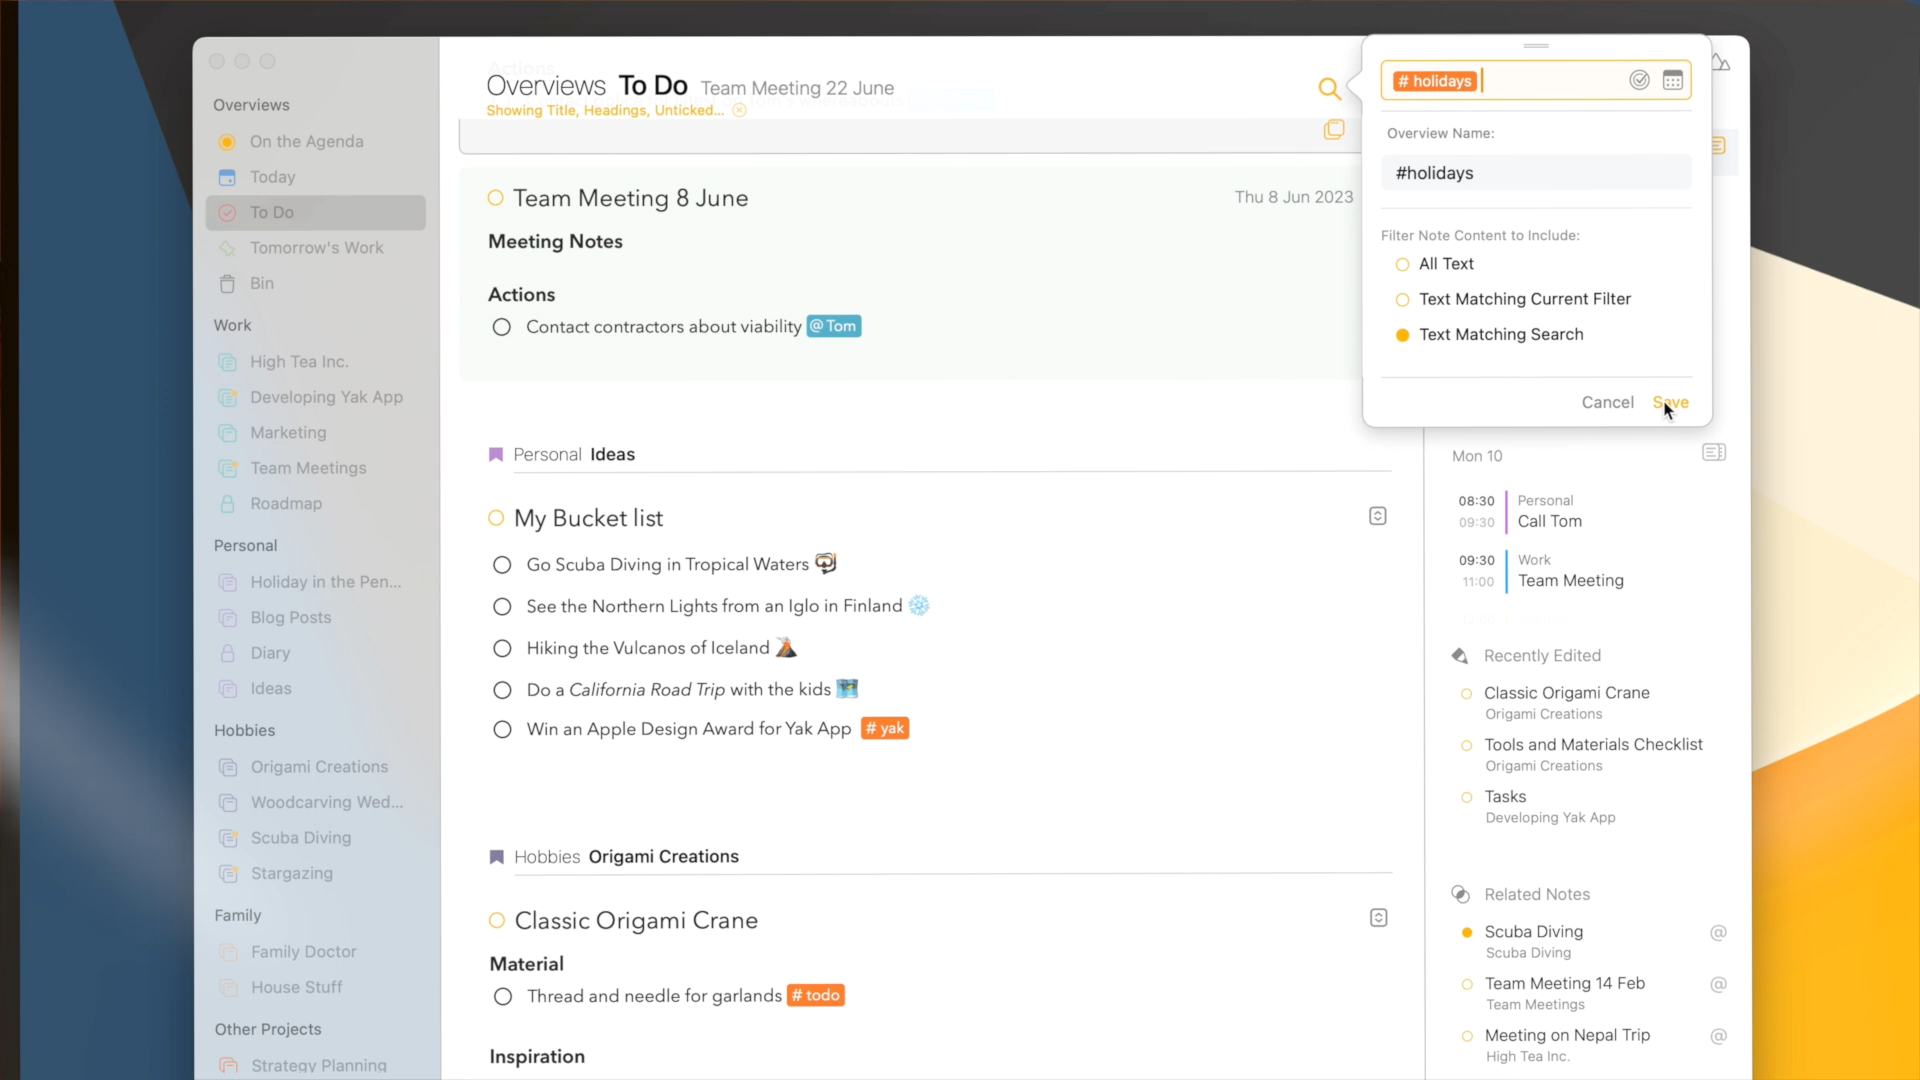 Overviews
On the Agenda
Today
To Do
Tomorrow's Work
Bin
Work
High Tea Inc.
Developing Yak App
Marketing
Team Meetings
Roadmap
Personal
Holiday in the Pen...
Blog Posts
Diary
Ideas
Hobbies
Origami Creations
Woodcarving Wed...
Scuba Diving
Stargazing
Family
Family Doctor
House Stuff
Other Projects
Strategy Planning
Actions
Overviews To Do Team Meeting 22 June
Showing Title, Headings, Unticked...
Team Meeting 8 June
Thu 8 Jun 2023
Meeting Notes
Actions
Contact contractors about viability @ Tom
Personal Ideas
My Bucket list
Go Scuba Diving in Tropical Waters
See the Northern Lights from an Iglo in Finland
Hiking the Vulcanos of Iceland
Do a California Road Trip with the kids
Win an Apple Design Award for Yak App # yak
Hobbies Origami Creations
Classic Origami Crane
Material
Thread and needle for garlands # todo
Inspiration
# holidays
Overview Name:
#holidays
Filter Note Content to Include:
All Text
Text Matching Current Filter
Text Matching Search
Cancel Save
Mon 10
08:30 Personal
09:30 Call Tom
09:30 Work
11:00 Team Meeting
Recently Edited
Classic Origami Crane
Origami Creations
Tools and Materials Checklist
Origami Creations
Tasks
Developing Yak App
Related Notes
Scuba Diving @
Scuba Diving
Team Meeting 14 Feb @
Team Meetings
Meeting on Nepal Trip @
High Tea Inc.